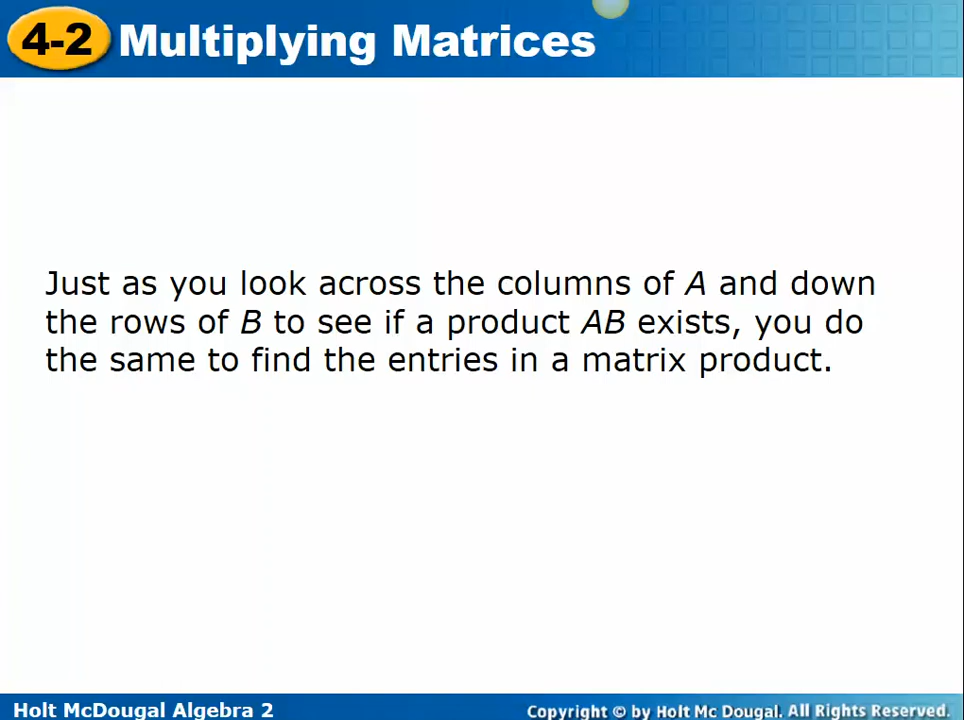 4-2 Multiplying Matrices
Just as you look across the columns of A and down
the rows of B to see if a product AB exists, you do
the same to find the entries in a matrix product.
Holt McDougal Algebra 2
Copyright © by Holt Mc Dougal. All Rights Reserved.